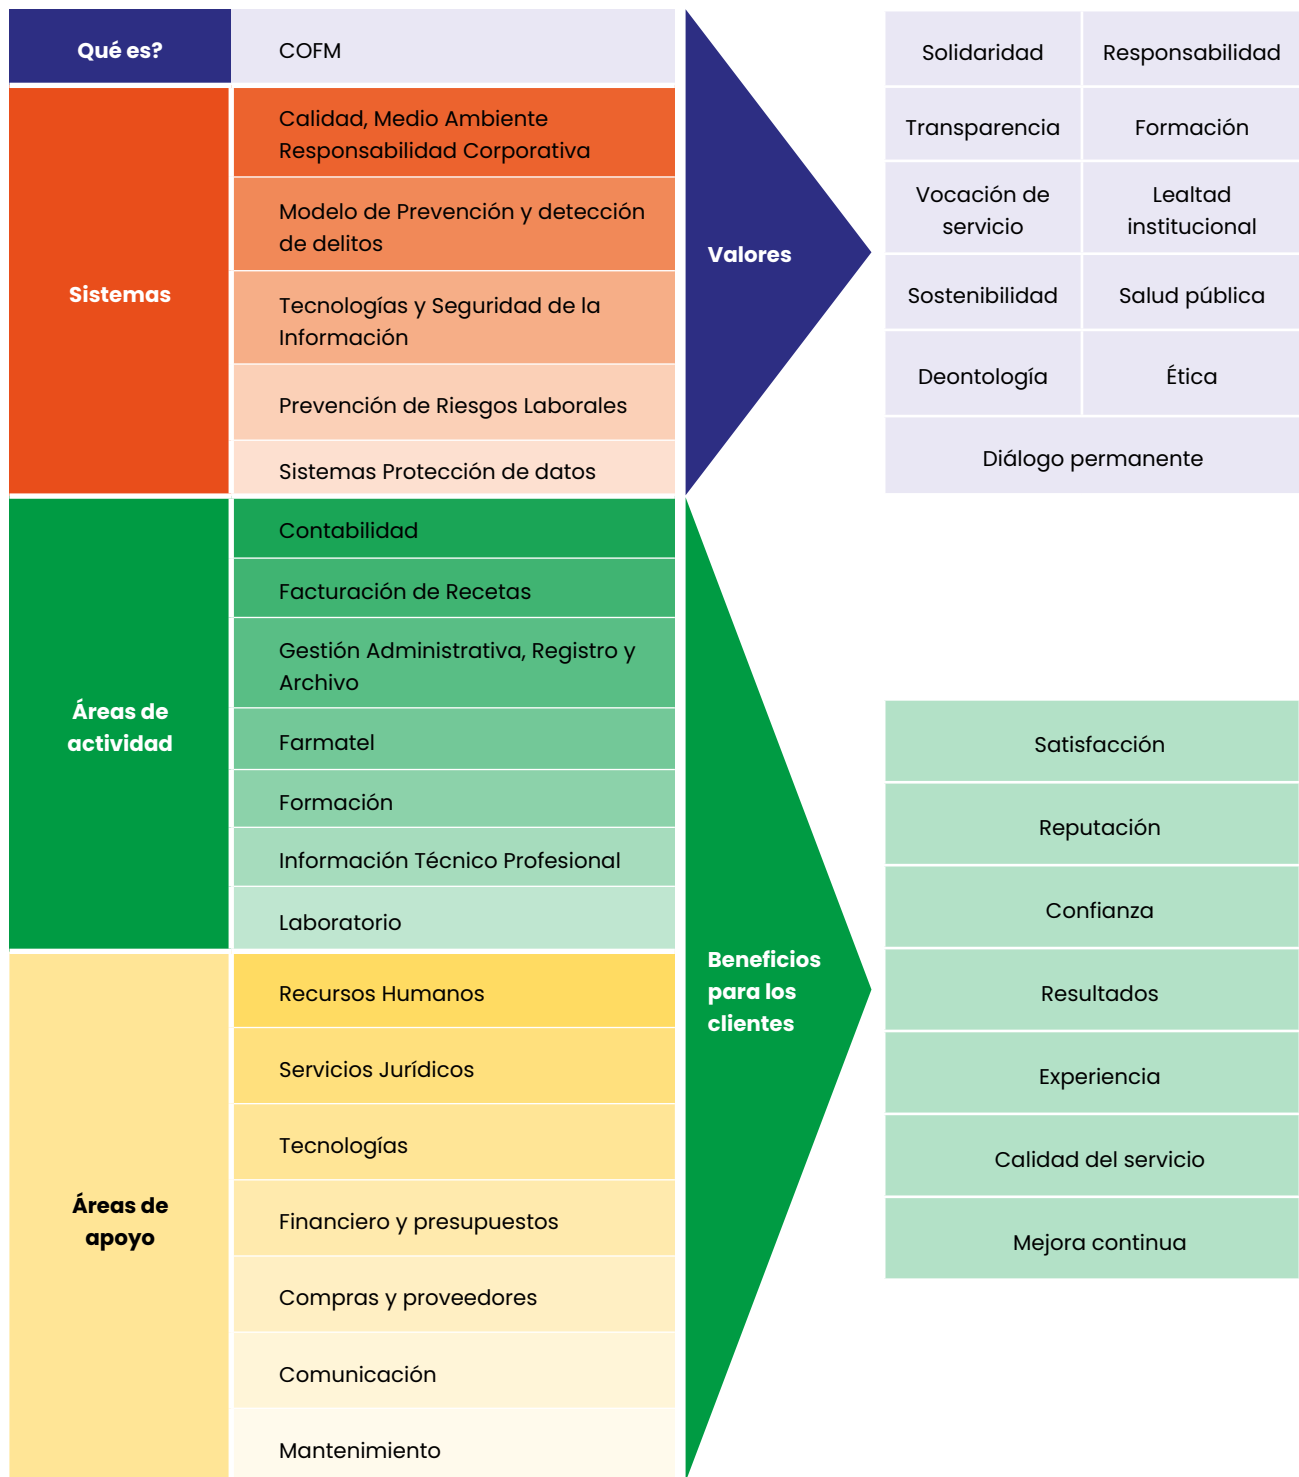 Qué es?
COFM
Sistemas
Calidad, Medio Ambiente
Responsabilidad Corporativa
Modelo de Prevención y detección
de delitos
Tecnologías y Seguridad de la
Información
Prevención de Riesgos Laborales
Sistemas Protección de datos
Áreas de
actividad
Contabilidad
Facturación de Recetas
Gestión Administrativa, Registro y
Archivo
Farmatel
Formación
Información Técnico Profesional
Laboratorio
Áreas de
apoyo
Recursos Humanos
Servicios Jurídicos
Tecnologías
Financiero y presupuestos
Compras y proveedores
Comunicación
Mantenimiento
Valores
Solidaridad
Responsabilidad
Transparencia
Formación
Vocación de
servicio
Lealtad
institucional
Sostenibilidad
Salud pública
Deontología
Ética
Diálogo permanente
Beneficios
para los
clientes
Satisfacción
Reputación
Confianza
Resultados
Experiencia
Calidad del servicio
Mejora continua